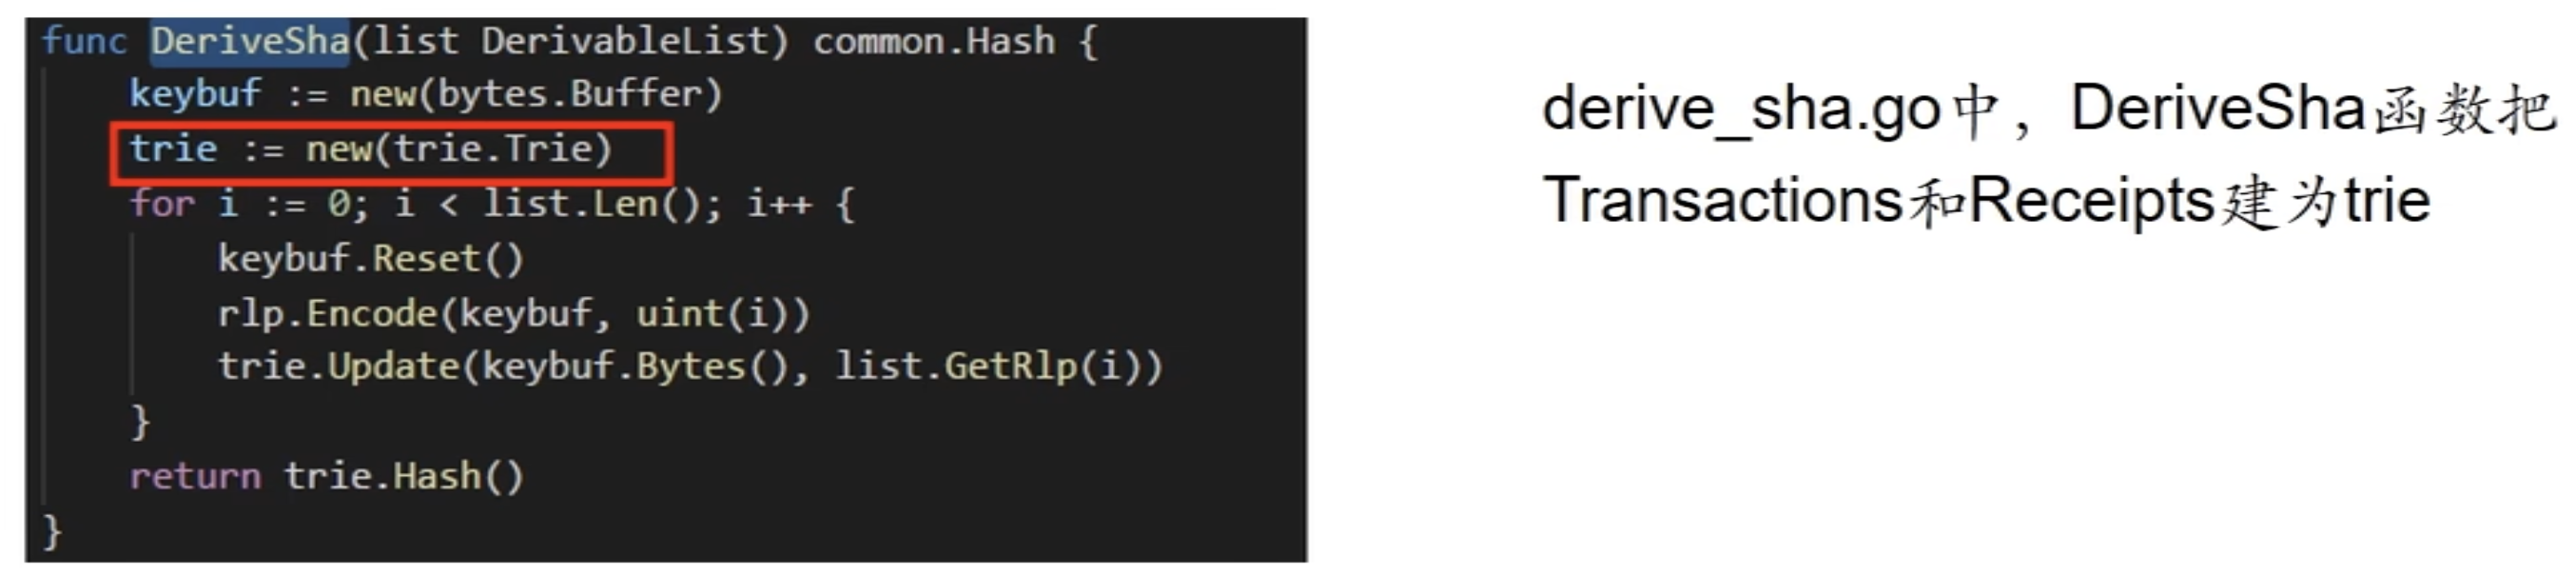 func DeriveSha(list DerivableList) common.Hash {
keybuf := new(bytes.Buffer)
trie := new(trie.Trie)
for i := 0; i < list.Len(); i++ {
keybuf.Reset()
rlp.Encode(keybuf, uint(i))
trie.Update(keybuf.Bytes(), list.GetRlp(i))
}
return trie.Hash()
}
derive_sha.go中，DeriveSha函数把
Transactions和Receipts建为trie